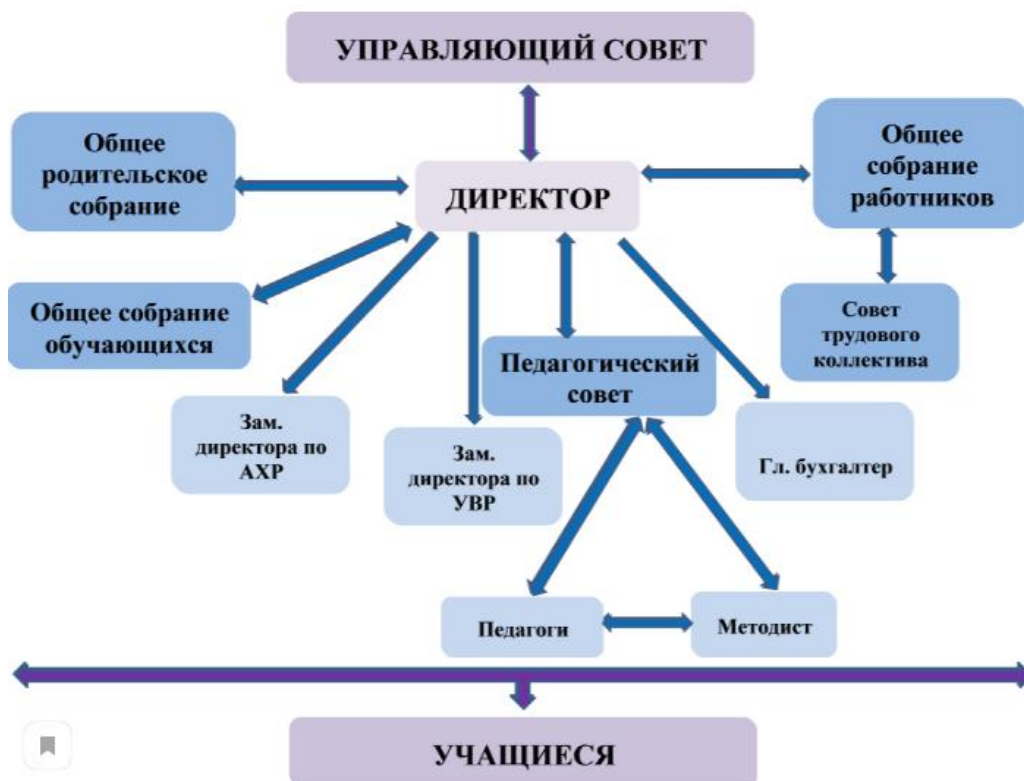 УПРАВЛЯЮЩИЙ СОВЕТ
Общее
родительское
собрание
ДИРЕКТОР
Общее
собрание
работников
Общее собрание
обучающихся
Педагогический
совет
Совет
трудового
коллектива
Зам.
директора по
АХР
Зам.
директора по
УВР
Гл. бухгалтер
Педагоги
Методист
УЧАЩИЕСЯ